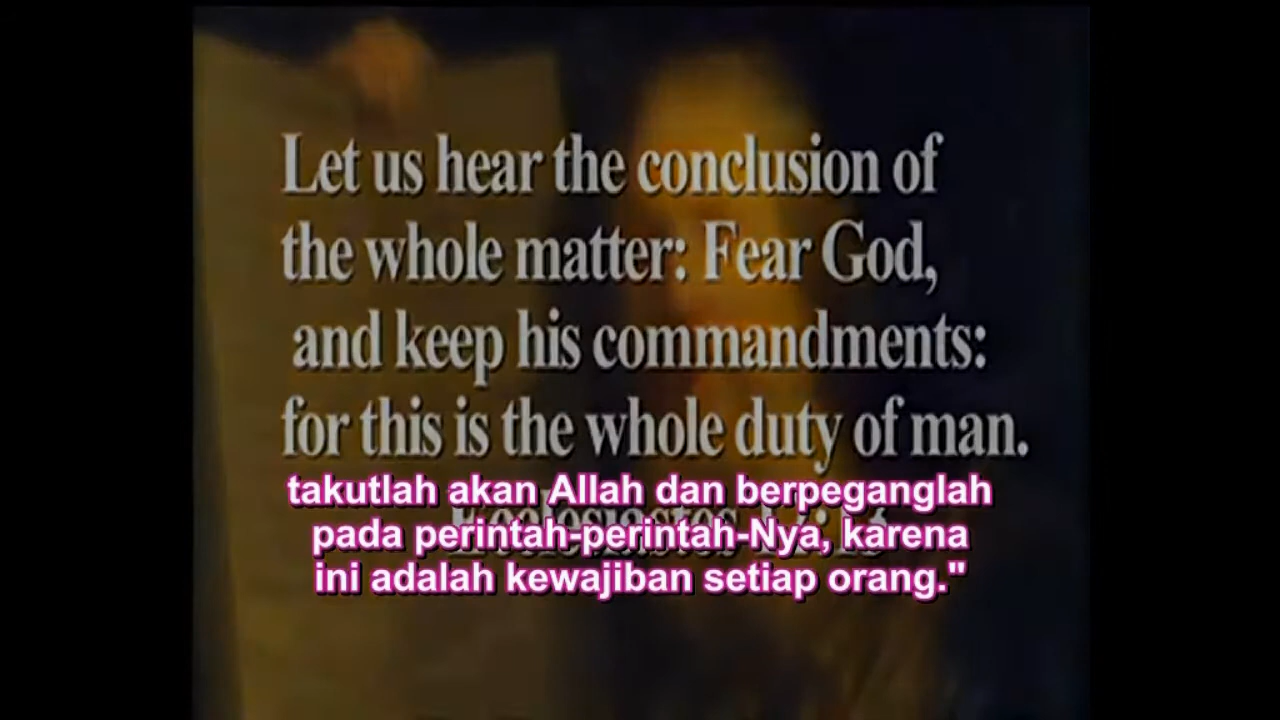 Let us hear the conclusion of
the whole matter: Fear God,
and keep his commandments:
for this is the whole duty of man.
Ecclesiastes 12:13
takutlah akan Allah dan berpeganglah
pada perintah-perintah-Nya, karena
ini adalah kewajiban setiap orang."